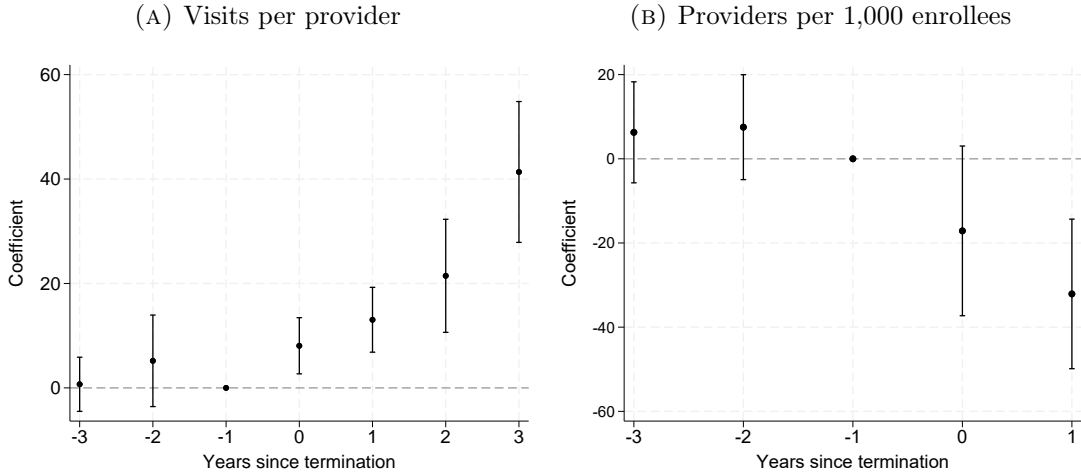 (A) Visits per provider
60
40
20
0
Coefficient
-3 -2 -1 0 1 2 3
Years since termination
(B) Providers per 1,000 enrollees
20
0
-20
-40
-60
Coefficient
-3 -2 -1 0 1
Years since termination